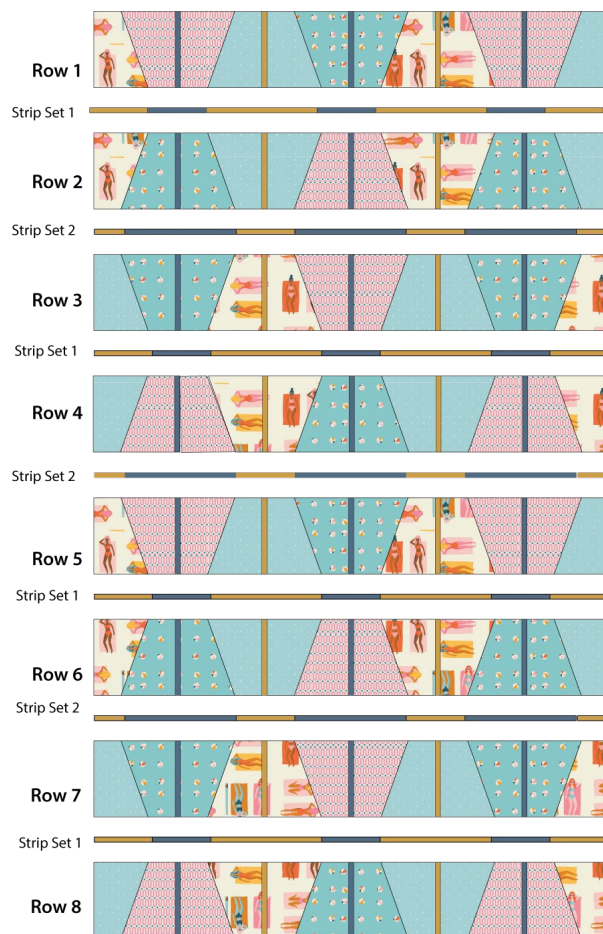 Row 1
Strip Set 1
Row 2
Strip Set 2
Row 3
Strip Set 1
Row 4
Strip Set 2
Row 5
Strip Set 1
Row 6
Strip Set 2
Row 7
Strip Set 1
Row 8